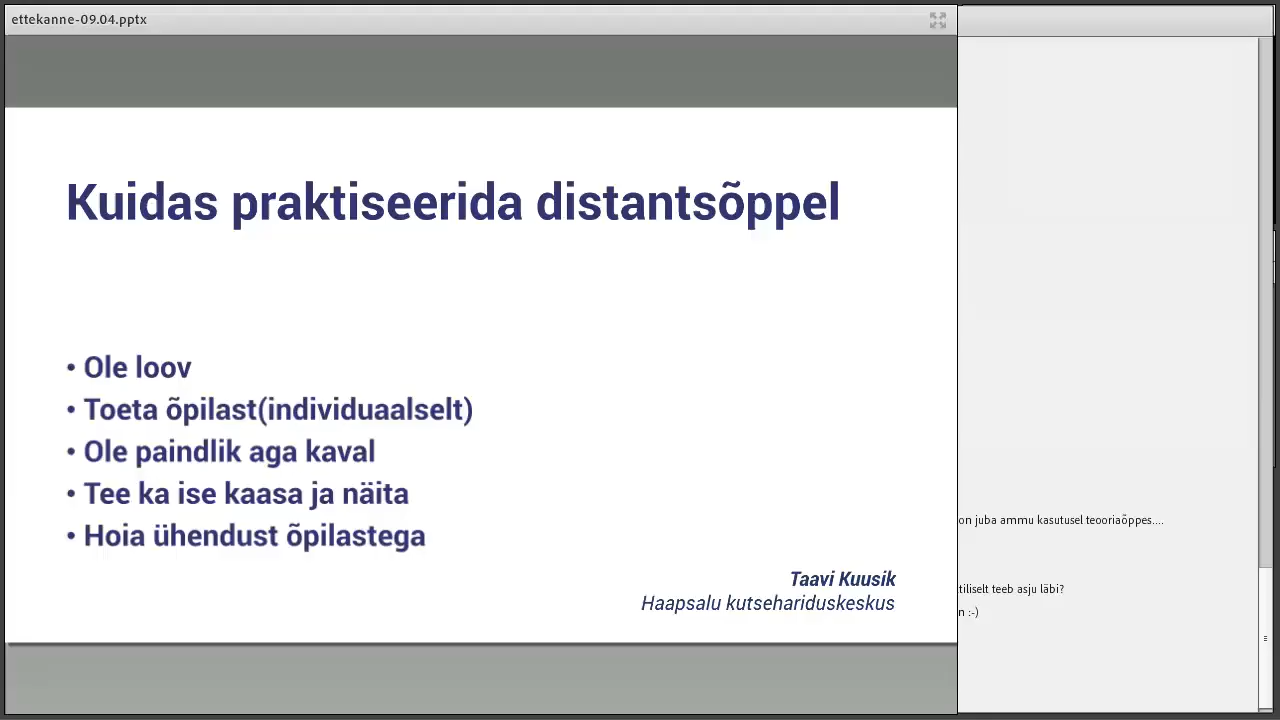 ettekanne-09.04.pptx
Kuidas praktiseerida distantsõppel
• Ole loov
• Toeta õpilast(individuaalselt)
• Ole paindlik aga kaval
• Tee ka ise kaasa ja näita
• Hoia ühendust õpilastega
Taavi Kuusik
Haapsalu kutsehariduskeskus
on juba ammu kasutusel teooriaõppes....
tiliselt teeb asju läbi?
n :-)